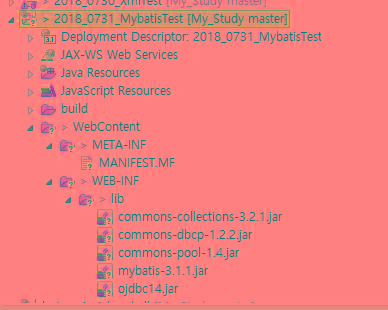 > 2018_0730_XmlTest [My_Study master]
> 2018_0731_MybatisTest [My_Study master]
Deployment Descriptor: 2018_0731_MybatisTest
JAX-WS Web Services
Java Resources
JavaScript Resources
build
> WebContent
> META-INF
MANIFEST.MF
> WEB-INF
> lib
commons-collections-3.2.1.jar
commons-dbcp-1.2.2.jar
commons-pool-1.4.jar
mybatis-3.1.1.jar
ojdbc14.jar